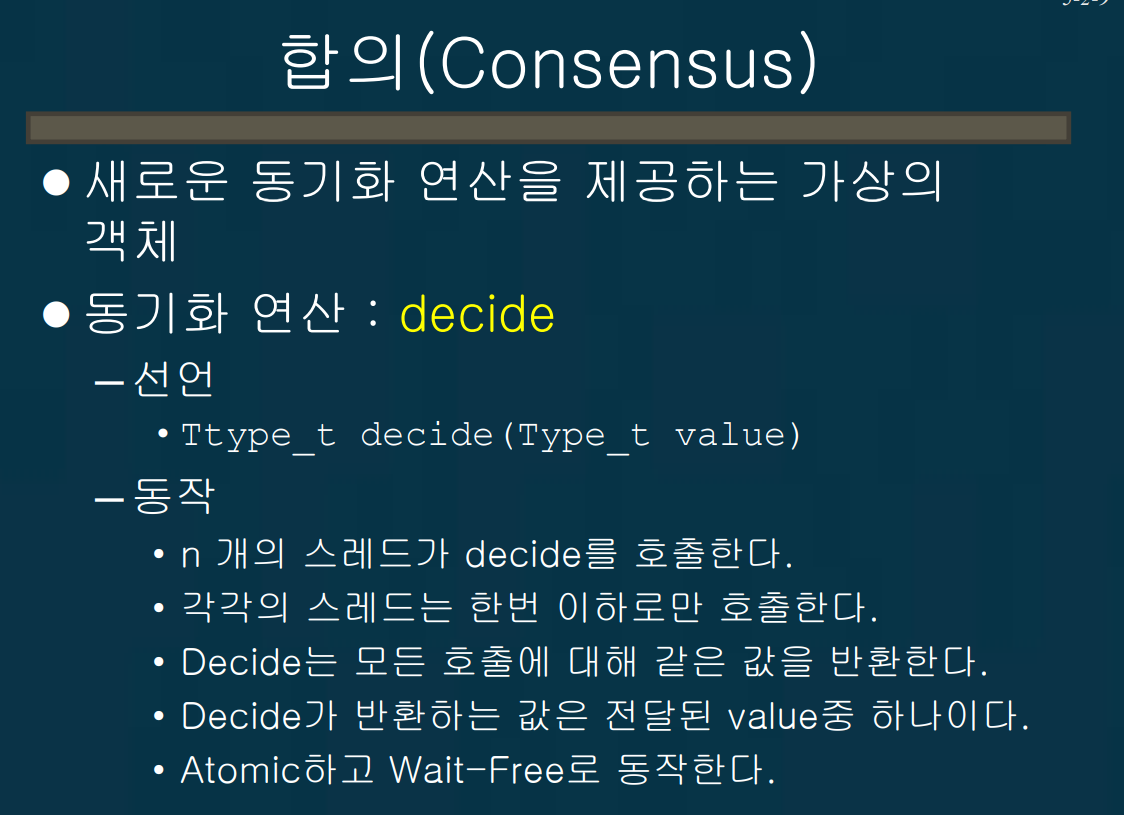 합의(Consensus)
● 새로운 동기화 연산을 제공하는 가상의
객체
● 동기화 연산 : decide
– 선언
• Ttype_t decide(Type_t value)
– 동작
• n 개의 스레드가 decide를 호출한다.
• 각각의 스레드는 한번 이하로만 호출한다.
• Decide는 모든 호출에 대해 같은 값을 반환한다.
• Decide가 반환하는 값은 전달된 value중 하나이다.
• Atomic하고 Wait-Free로 동작한다.